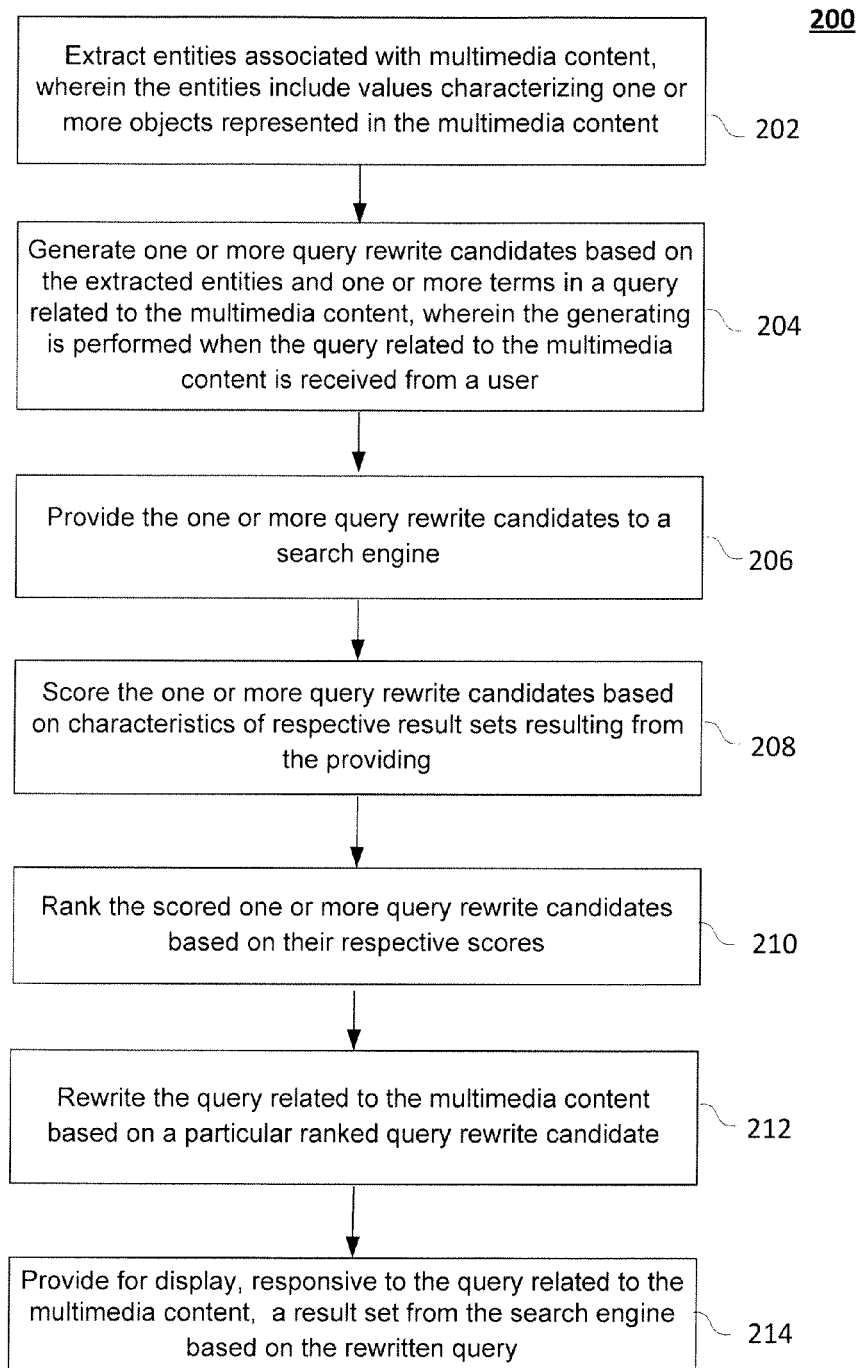 200
Extract entities associated with multimedia content,
wherein the entities include values characterizing one or
more objects represented in the multimedia content
202
Generate one or more query rewrite candidates based on
the extracted entities and one or more terms in a query
related to the multimedia content, wherein the generating
is performed when the query related to the multimedia
content is received from a user
204
Provide the one or more query rewrite candidates to a
search engine
206
Score the one or more query rewrite candidates based
on characteristics of respective result sets resulting from
the providing
208
Rank the scored one or more query rewrite candidates
based on their respective scores
210
Rewrite the query related to the multimedia content
based on a particular ranked query rewrite candidate
212
Provide for display, responsive to the query related to the
multimedia content, a result set from the search engine
based on the rewritten query
214